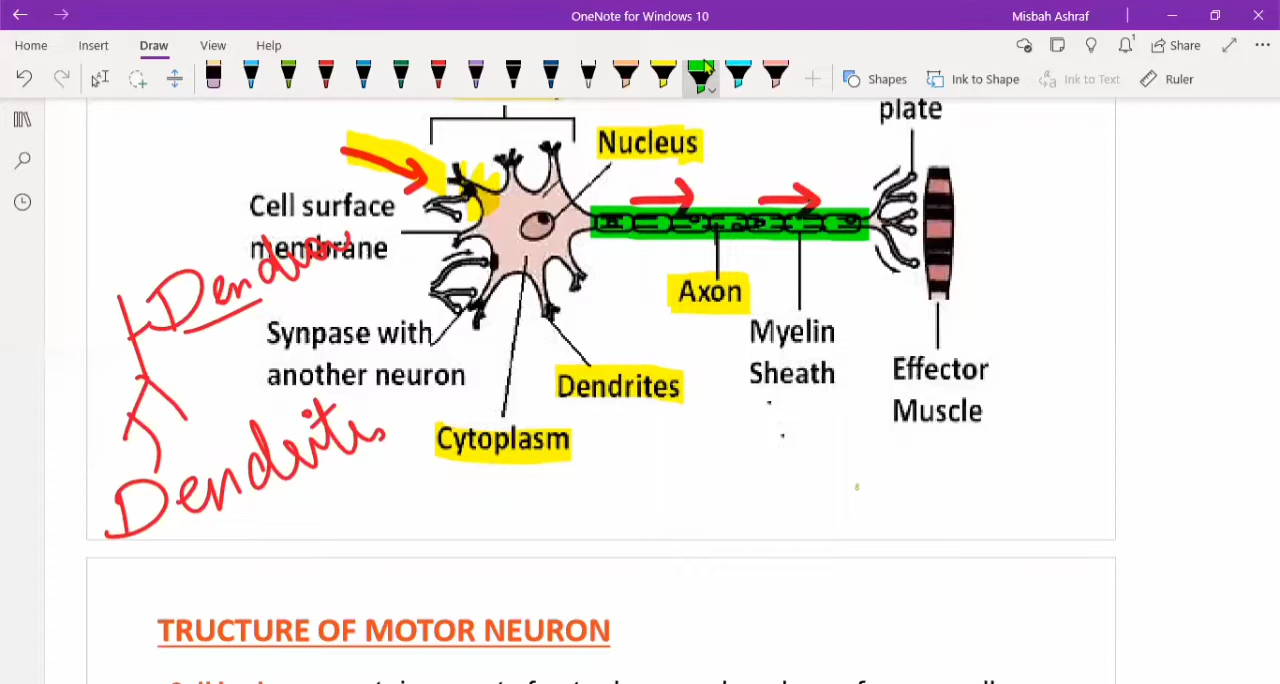 OneNote for Windows 10
Misbah Ashraf
Home Insert Draw View Help
Share
Shapes
Ink to Shape
Ink to Text
Ruler
plate
Nucleus
Cell surface
membrane
Dendron
Axon
Synpase with
another neuron
Myelin
Sheath
Effector
Muscle
Dendrites
Cytoplasm
Dendrites
TRUCTURE OF MOTOR NEURON